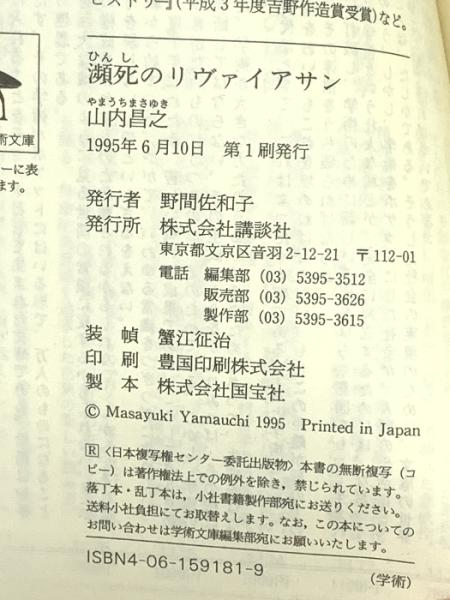 ヒストリー』(平成3年度吉野作造賞受賞)など。
ひんし
瀕死のリヴァイアサン
やまうちまさゆき
山内昌之
1995年6月10日 第1刷発行
術文庫
ーに表
ます。
発行者 野間佐和子
発行所 株式会社講談社
東京都文京区音羽2-12-21 〒112-01
電話 編集部 (03) 5395-3512
販売部 (03) 5395-3626
製作部 (03) 5395-3615
装 幀 蟹江征治
印 刷 豊国印刷株式会社
製 本 株式会社国宝社
© Masayuki Yamauchi 1995 Printed in Japan
R〈日本複写権センター委託出版物〉本書の無断複写(コ
ピー)は著作権法上での例外を除き,禁じられています。
落丁本・乱丁本は,小社書籍製作部宛にお送りください。
送料小社負担にてお取替えします。なお,この本についての
お問い合わせは学術文庫編集部宛にお願いいたします。
ISBN4-06-159181-9
(学術)